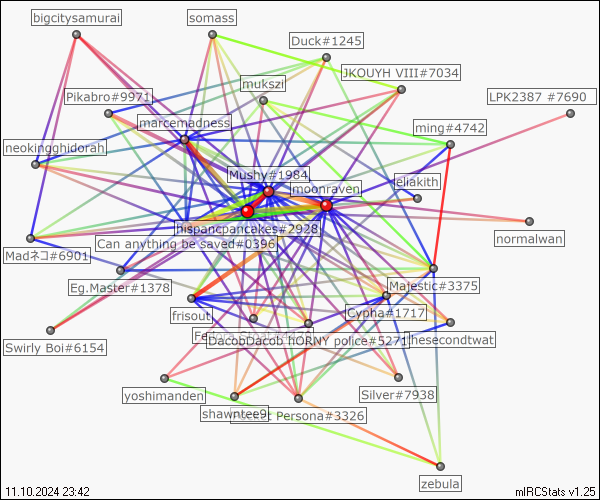 bigcitysamurai
somass
Duck#1245
JKOUYH VIII#7034
mukszi
Pikabro#9971
LPK2387 #7690
marcemadness
ming#4742
neokingghidorah
Mushy#1984
moonraven
eliakith
hispancpancakes#2928
normalwan
Can anything be saved#0396
Madネコ#6901
Eg.Master#1378
Majestic#3375
frisout
Cypha#1717
DacobDacob hORNY police#5271
thesecondtwat
Swirly Boi#6154
yoshimanden
Silver#7938
shawntee9
Persona#3326
zebula
11.10.2024 23:42
mIRCStats v1.25